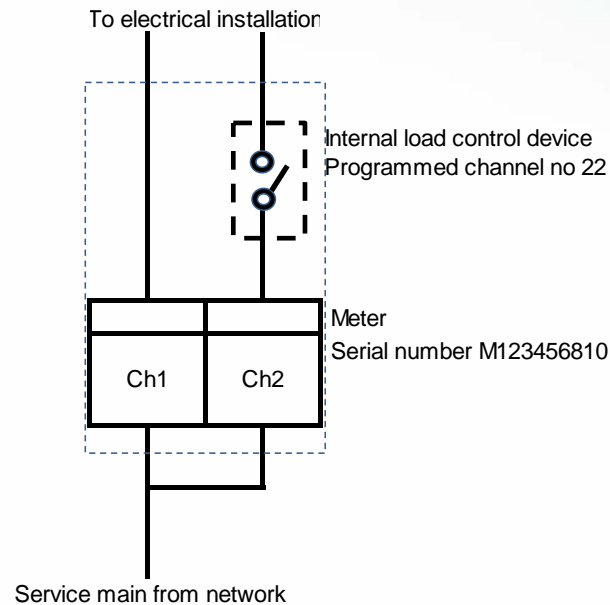 To electrical installation
Internal load control device
Programmed channel no 22
Meter
Serial number M123456810
Ch1
Ch2
Service main from network